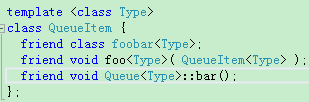 template <class Type>
class QueueItem {
friend class foobar<Type>;
friend void foo<Type>( QueueItem<Type> );
friend void Queue<Type>::bar();
};